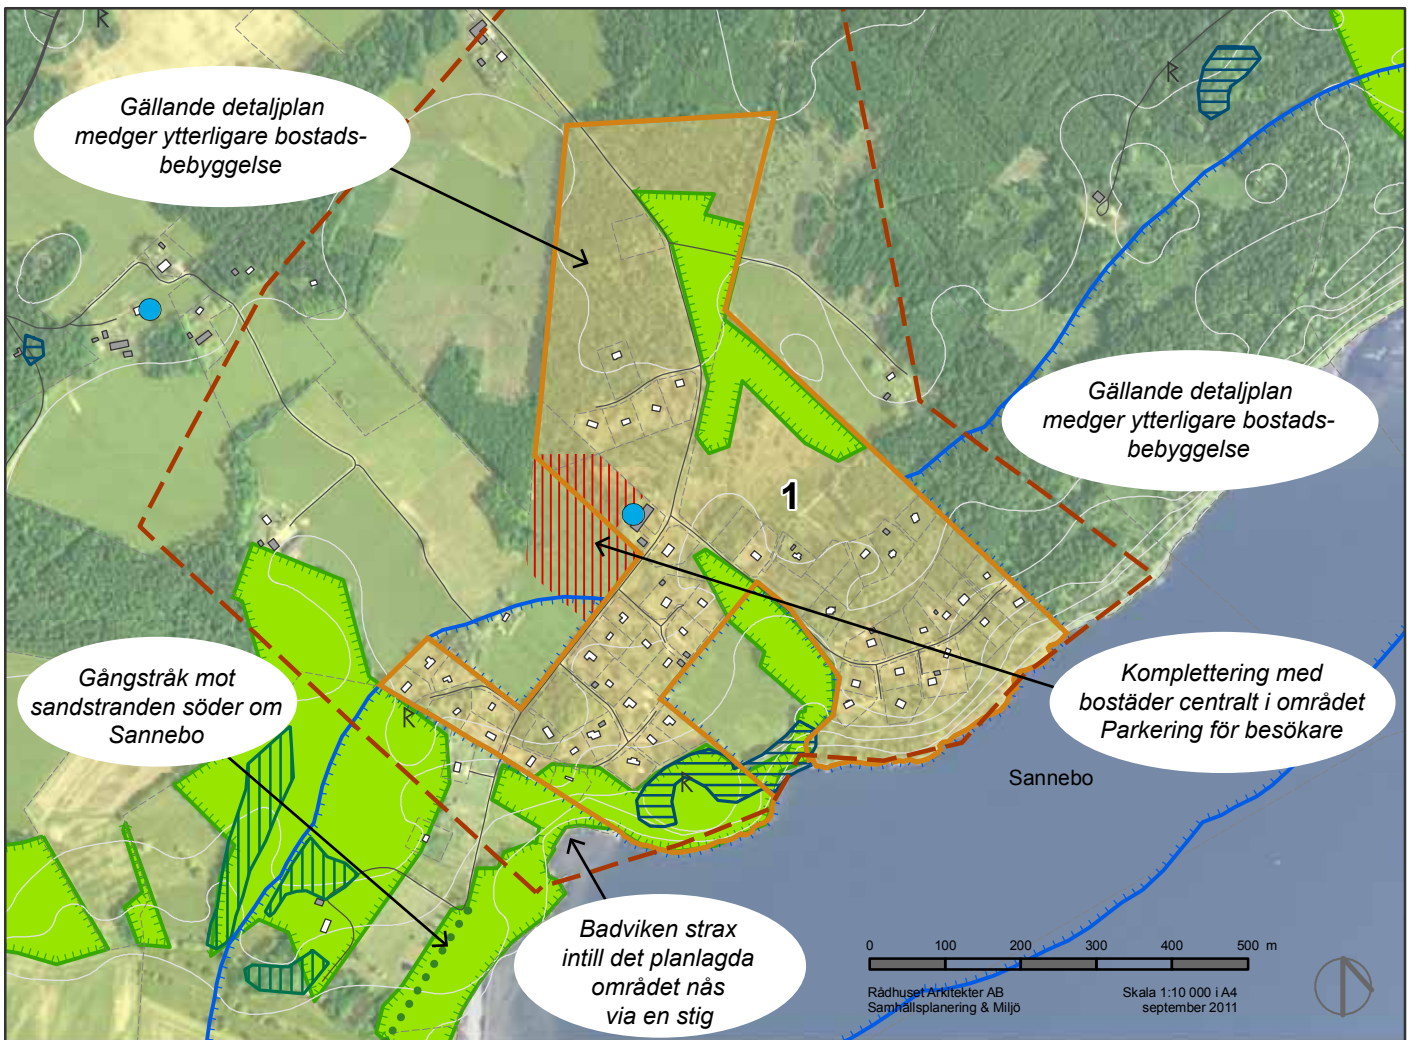 Gällande detaljplan
medger ytterligare bostads-
bebyggelse
Gällande detaljplan
medger ytterligare bostads-
bebyggelse
1
Gångstråk mot
sandstranden söder om
Sannebo
Komplettering med
bostäder centralt i området
Parkering för besökare
Sannebo
Badviken strax
intill det planlagda
området nås
via en stig
0 100 200 300 400 500 m
Rådhuset Arkitekter AB
Samhällsplanering & Miljö
Skala 1:10 000 i A4
september 2011